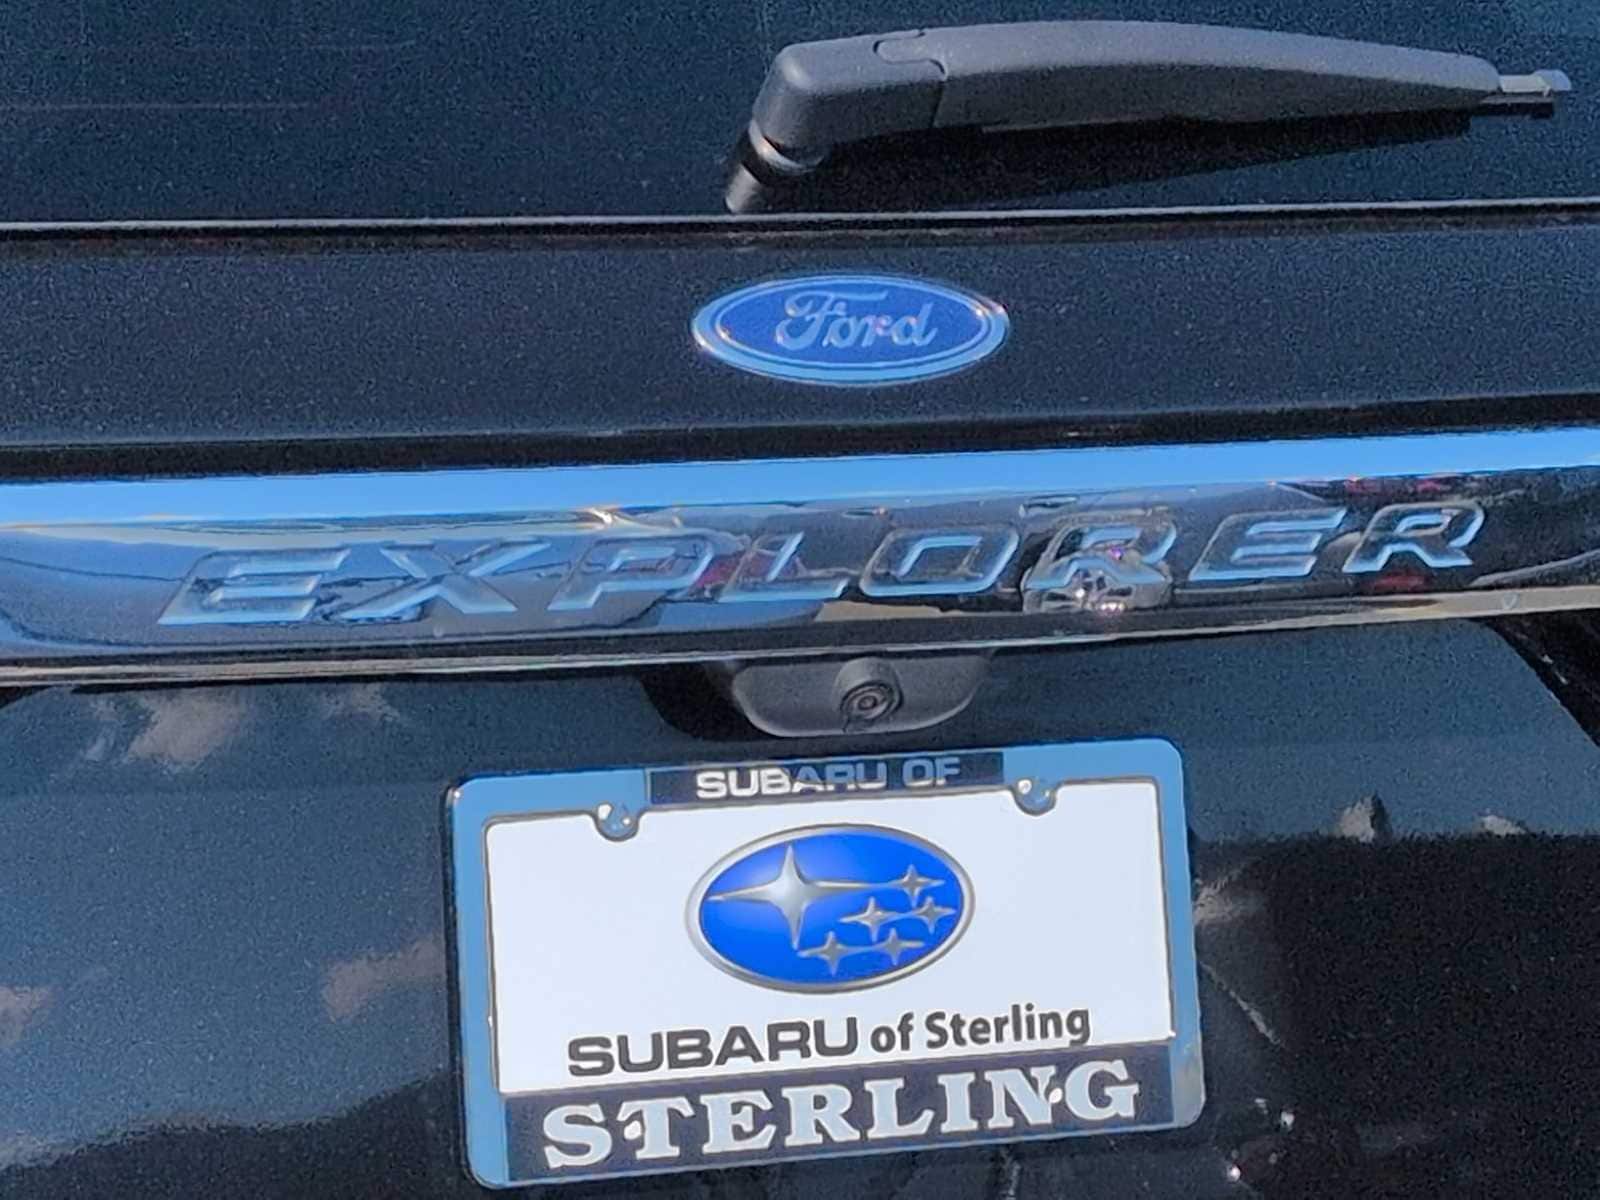 Ford
EXPLORER
SUBARU OF
SUBARU of Sterling
STERLING